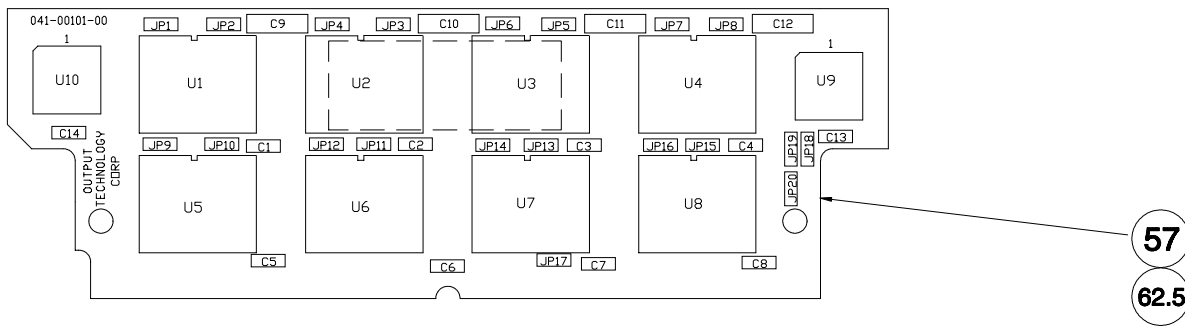 041-00101-00
JP1 JP2 C9 JP4 JP3 C10 JP6 JP5 C11 JP7 JP8 C12
1
U10
U1
U2
U3
U4
1
U9
C14
JP9 JP10 C1 JP12 JP11 C2 JP14 JP13 C3 JP16 JP15 C4 JP19 JP18 C13
OUTPUT
TECHNOLOGY
CORP
U5
U6
U7
U8
JP20
C5
C6
JP17
C7
C8
57
62.5